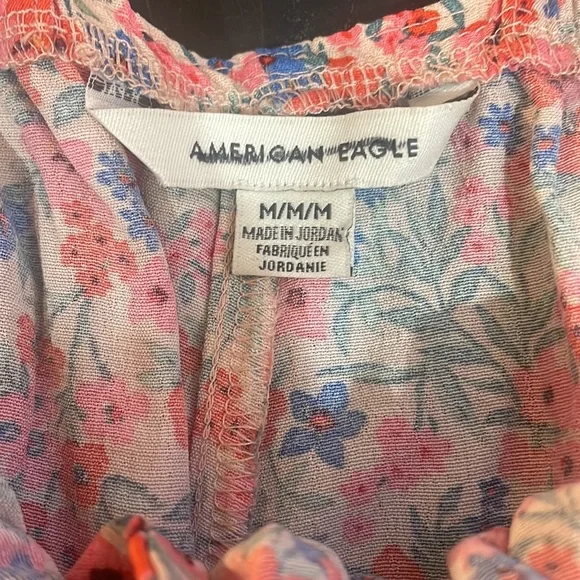 AMERICAN EAGLE
M/M/M
MADE IN JORDAN
FABRIQUÉ EN
JORDANIE